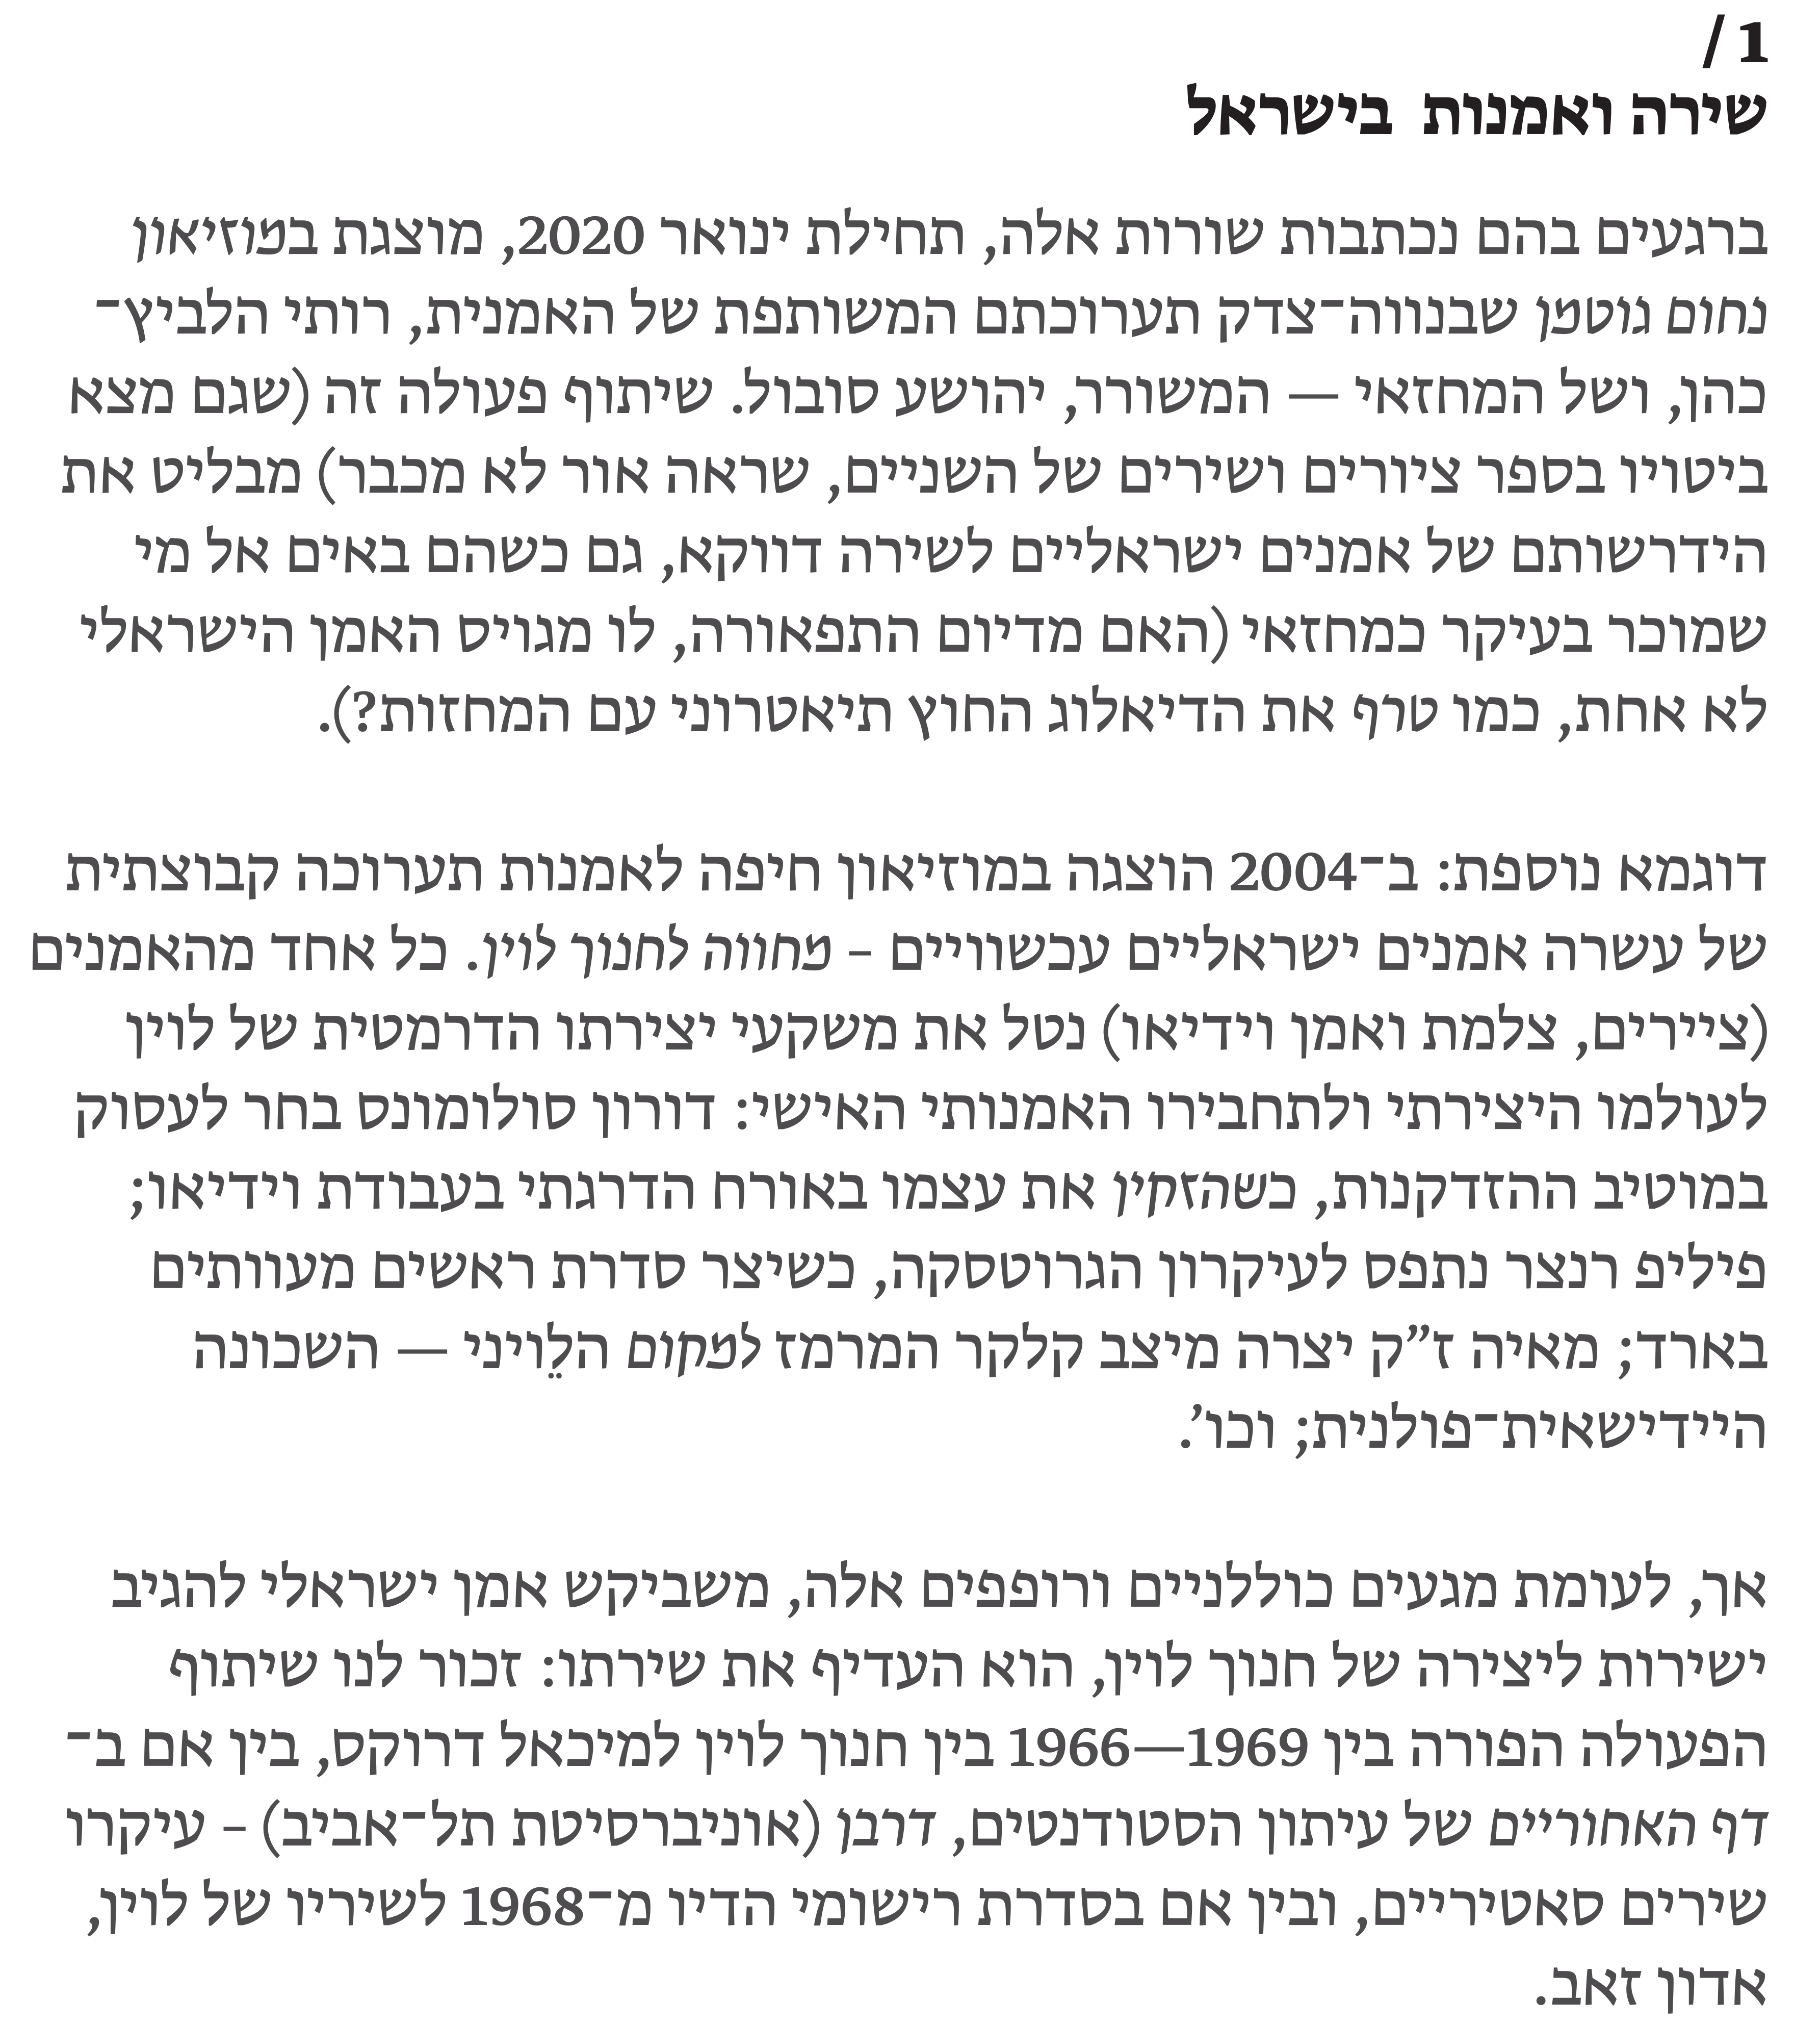 1 /
שירה ואמנות בישראל
ברגעים בהם נכתבות שורות אלה, תחילת ינואר 2020, מוצגת במוזיאון
נחום גוטמן שבנווה־צדק תערוכתם המשותפת של האמנית, רותי הלביץ־
כהן, ושל המחזאי — המשורר, יהושע סובול. שיתוף פעולה זה (שגם מצא
ביטויו בספר ציורים ושירים של השניים, שראה אור לא מכבר) מבליט את
הידרשותם של אמנים ישראליים לשירה דווקא, גם כשהם באים אל מי
שמוכר בעיקר כמחזאי (האם מדיום התפאורה, לו מגויס האמן הישראלי
לא אחת, כמו טרף את הדיאלוג החוץ תיאטרוני עם המחזות?).
דוגמא נוספת: ב־2004 הוצגה במוזיאון חיפה לאמנות תערוכה קבוצתית
של עשרה אמנים ישראליים עכשוויים – מחווה לחנוך לוין. כל אחד מהאמנים
(ציירים, צלמת ואמן וידיאו) נטל את משקעי יצירתו הדרמטית של לוין
לעולמו היצירתי ולתחבירו האמנותי האישי: דורון סולומונס בחר לעסוק
במוטיב ההזדקנות, כשהזקין את עצמו באורח הדרגתי בעבודת וידיאו;
פיליפ רנצר נתפס לעיקרון הגרוטסקה, כשיצר סדרת ראשים מעוותים
בארד; מאיה ז”ק יצרה מיצב קלקר המרמז למקום הלֵויני — השכונה
היידישאית־פולנית; וכו’.
אך, לעומת מגעים כוללניים ורופפים אלה, משביקש אמן ישראלי להגיב
ישירות ליצירה של חנוך לוין, הוא העדיף את שירתו: זכור לנו שיתוף
הפעולה הפורה בין 1966—1969 בין חנוך לוין למיכאל דרוקס, בין אם ב־
דף האחוריים של עיתון הסטודנטים, דרבן (אוניברסיטת תל־אביב) – עיקרו
שירים סאטיריים, ובין אם בסדרת רישומי הדיו מ־1968 לשיריו של לוין,
אדון זאב.